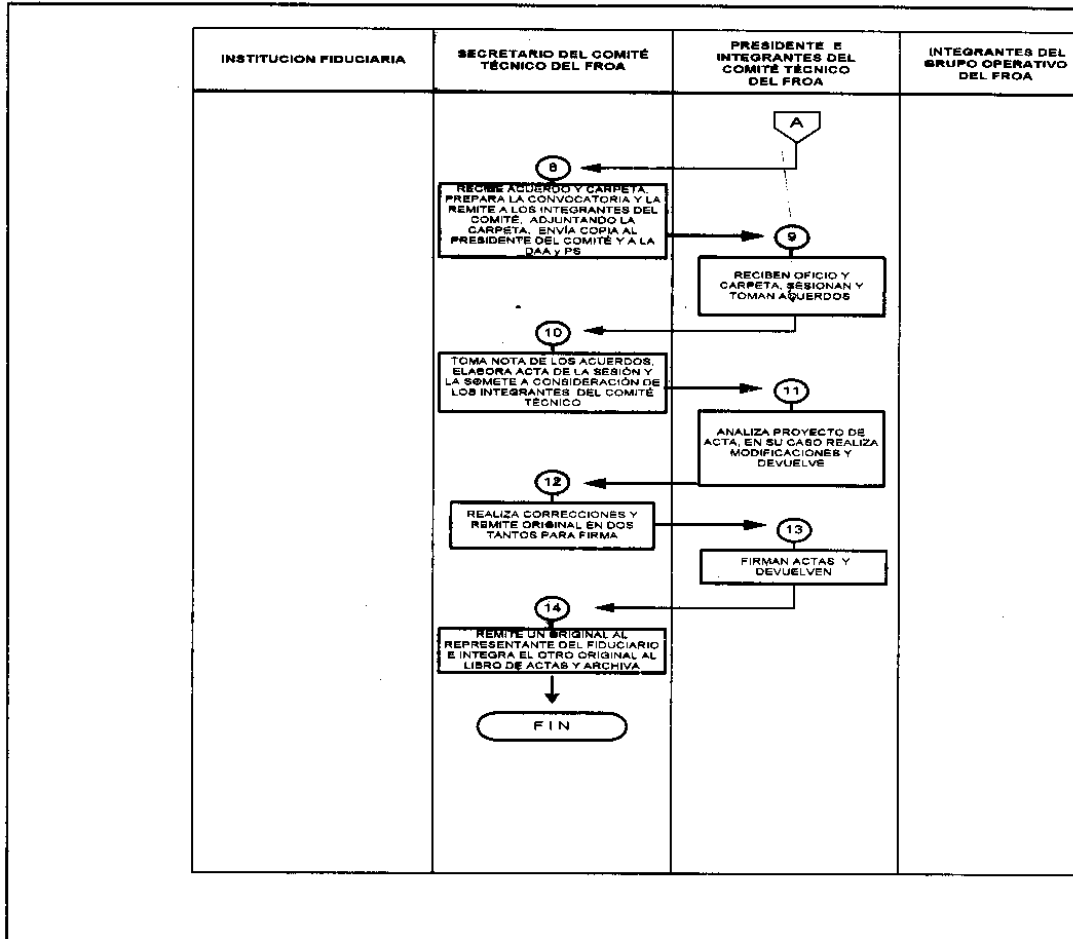 INSTITUCION FIDUCIARIA
SECRETARIO DEL COMITÉ
TÉCNICO DEL FROA
PRESIDENTE E
INTEGRANTES DEL
COMITÉ TÉCNICO
DEL FROA
INTEGRANTES DEL
GRUPO OPERATIVO
DEL FROA
A
8
RECIBE ACUERDO Y CARPETA,
PREPARA LA CONVOCATORIA Y LA
REMITE A LOS INTEGRANTES DEL
COMITÉ, ADJUNTANDO LA
CARPETA, ENVÍA COPIA AL
PRESIDENTE DEL COMITÉ Y A LA
DAA y PS
9
RECIBEN OFICIO Y
CARPETA, SESIONAN Y
TOMAN ACUERDOS
10
TOMA NOTA DE LOS ACUERDOS,
ELABORA ACTA DE LA SESIÓN Y
LA SOMETE A CONSIDERACIÓN DE
LOS INTEGRANTES DEL COMITÉ
TÉCNICO
11
ANALIZA PROYECTO DE
ACTA, EN SU CASO REALIZA
MODIFICACIONES Y
DEVUELVE
12
REALIZA CORRECCIONES Y
REMITE ORIGINAL EN DOS
TANTOS PARA FIRMA
13
FIRMAN ACTAS Y
DEVUELVEN
14
REMITE UN ORIGINAL AL
REPRESENTANTE DEL FIDUCIARIO
E INTEGRA EL OTRO ORIGINAL AL
LIBRO DE ACTAS Y ARCHIVA
FIN